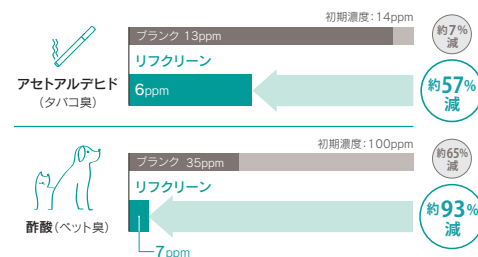 初期濃度:14ppm
ブランク 13ppm
約7%
減
リフクリーン
6ppm
約57%
減
アセトアルデヒド
（タバコ臭）
初期濃度:100ppm
ブランク 35ppm
約65%
減
リフクリーン
約93%
減
酢酸（ペット臭）
7ppm